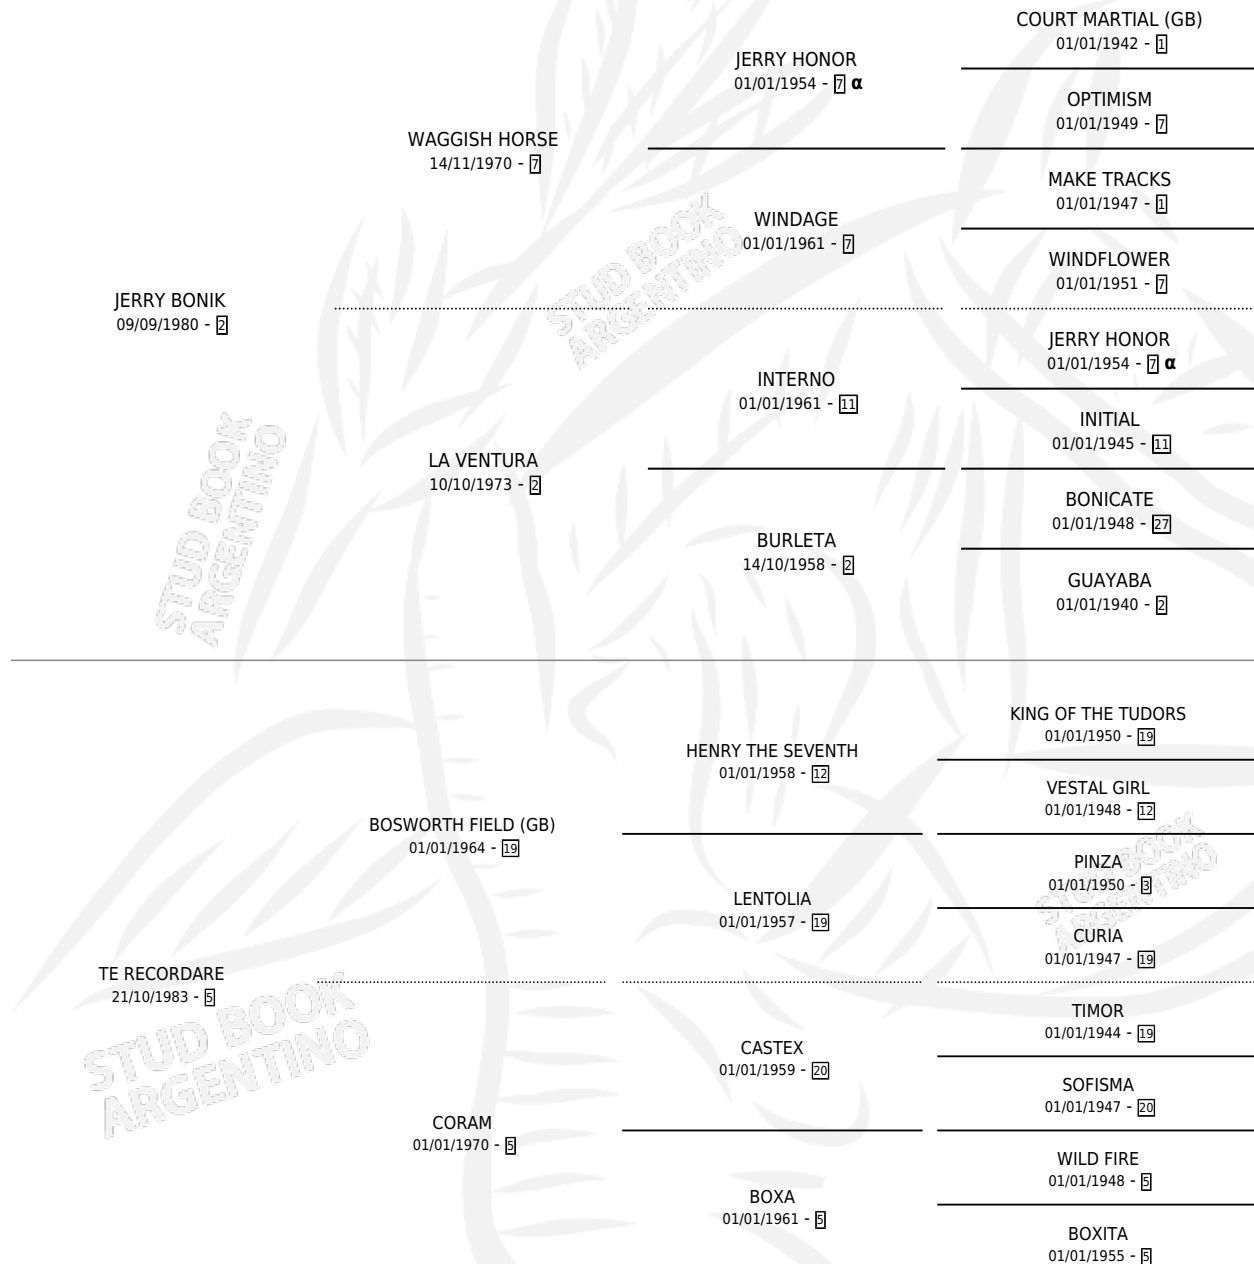 COURT MARTIAL (GB)
01/01/1942 - 1
JERRY HONOR
01/01/1954 - 7 α
OPTIMISM
01/01/1949 - 7
WAGGISH HORSE
14/11/1970 - 7
MAKE TRACKS
01/01/1947 - 1
WINDAGE
01/01/1961 - 7
WINDFLOWER
01/01/1951 - 7
JERRY BONIK
09/09/1980 - 2
JERRY HONOR
01/01/1954 - 7 α
INTERNO
01/01/1961 - 11
INITIAL
01/01/1945 - 11
LA VENTURA
10/10/1973 - 2
BONICATE
01/01/1948 - 27
BURLETA
14/10/1958 - 2
GUAYABA
01/01/1940 - 2
KING OF THE TUDORS
01/01/1950 - 19
HENRY THE SEVENTH
01/01/1958 - 12
VESTAL GIRL
01/01/1948 - 12
BOSWORTH FIELD (GB)
01/01/1964 - 19
PINZA
01/01/1950 - 3
LENTOLIA
01/01/1957 - 19
CURIA
01/01/1947 - 19
TE RECORDARE
21/10/1983 - 5
TIMOR
01/01/1944 - 19
CASTEX
01/01/1959 - 20
SOFISMA
01/01/1947 - 20
CORAM
01/01/1970 - 5
WILD FIRE
01/01/1948 - 5
BOXA
01/01/1961 - 5
BOXITA
01/01/1955 - 5
STUD BOOK
ARGENTINO
STUD BOOK
ARGENTINO
STUD BOOK
ARGENTINO
STUD BOOK
ARGENTINO